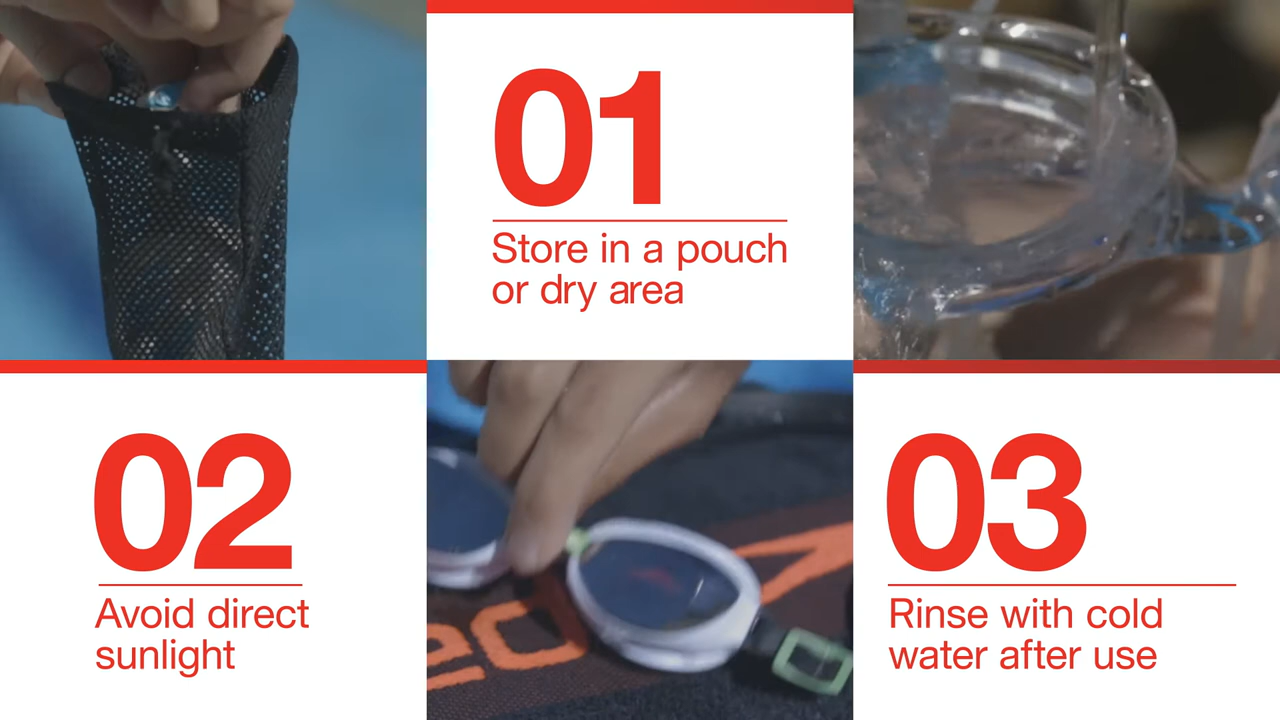 01
Store in a pouch
or dry area
02
Avoid direct
sunlight
03
Rinse with cold
water after use